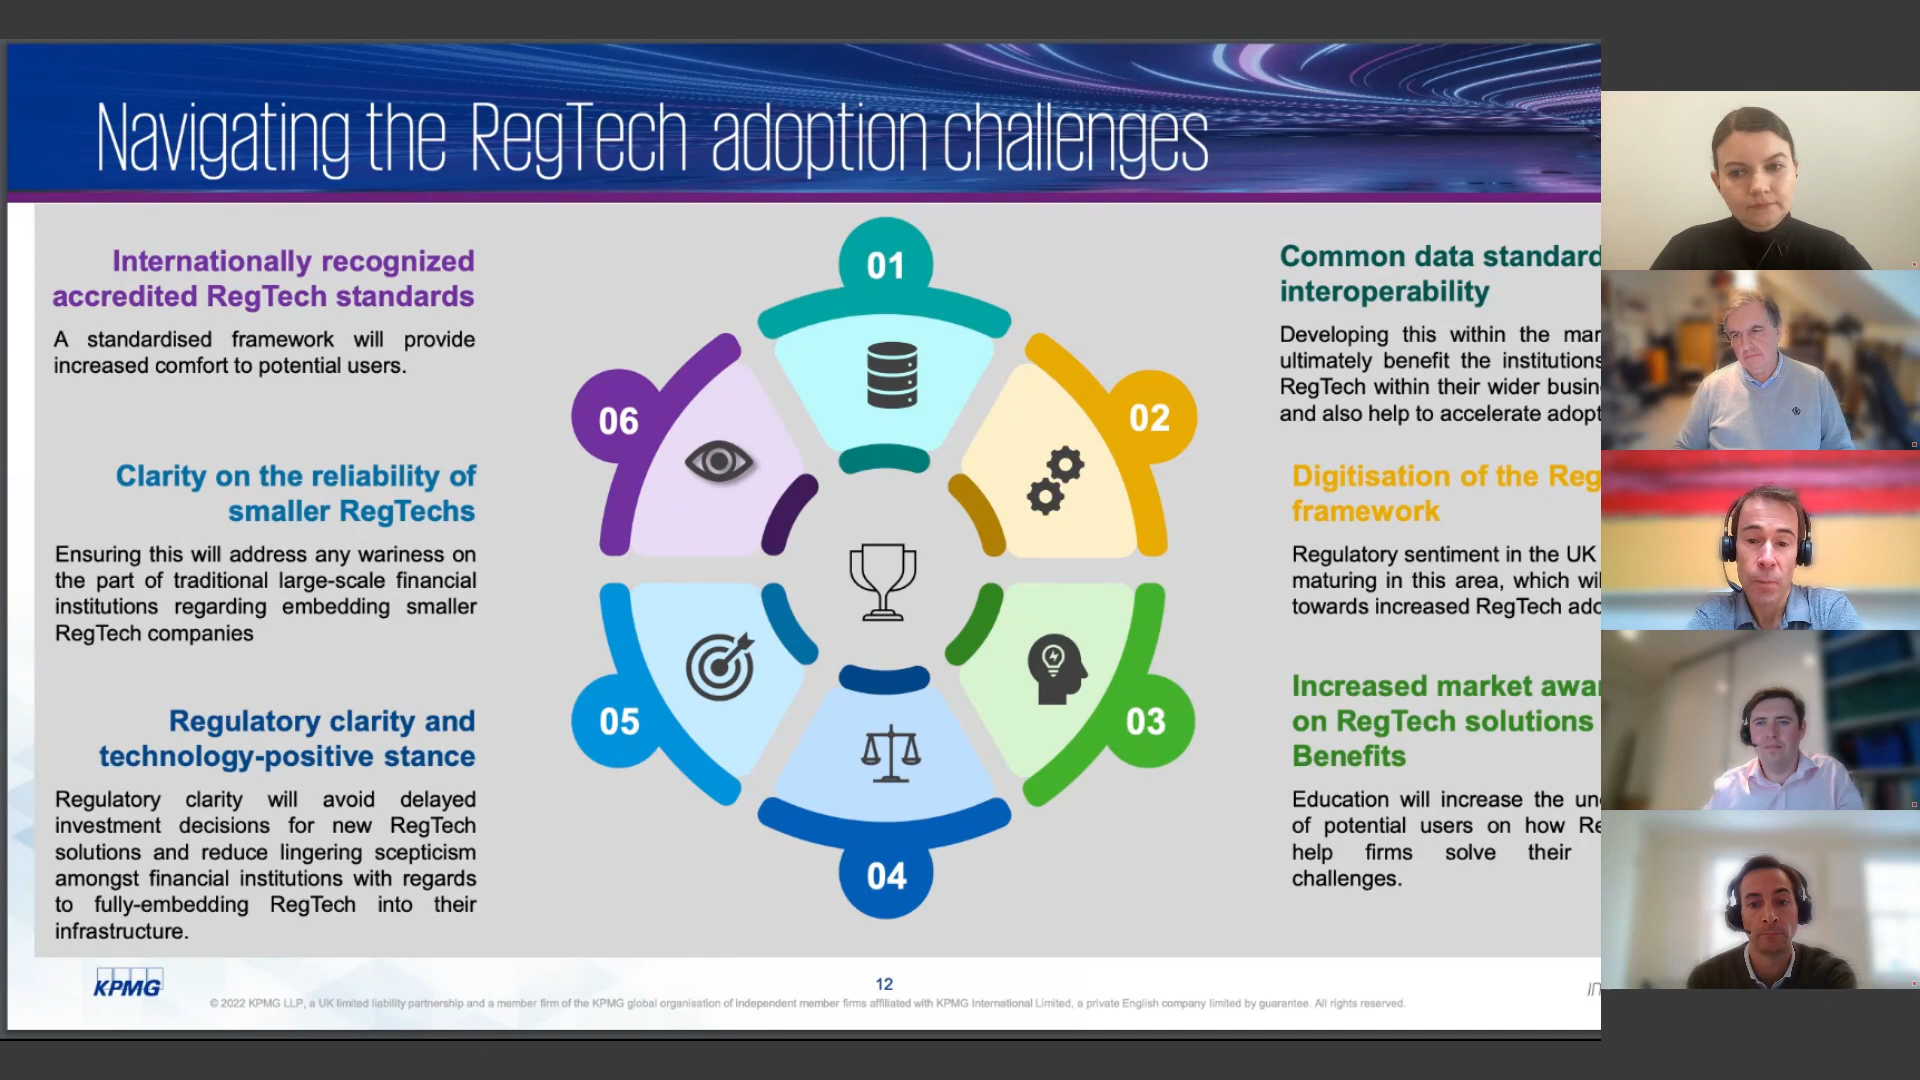 Navigating the RegTech adoption challenges
Internationally recognized
accredited RegTech standards
A standardised framework will provide
increased comfort to potential users.
Clarity on the reliability of
smaller RegTechs
Ensuring this will address any wariness on
the part of traditional large-scale financial
institutions regarding embedding smaller
RegTech companies
Regulatory clarity and
technology-positive stance
Regulatory clarity will avoid delayed
investment decisions for new RegTech
solutions and reduce lingering scepticism
amongst financial institutions with regards
to fully-embedding RegTech into their
infrastructure.
01
02
03
04
05
06
Common data standard
interoperability
Developing this within the mar
ultimately benefit the institutions
RegTech within their wider busin
and also help to accelerate adopt
Digitisation of the Reg
framework
Regulatory sentiment in the UK
maturing in this area, which wil
towards increased RegTech ado
Increased market awar
on RegTech solutions
Benefits
Education will increase the un
of potential users on how Re
help firms solve their
challenges.
KPMG
12
© 2022 KPMG LLP, a UK limited liability partnership and a member firm of the KPMG global organisation of independent member firms affiliated with KPMG International Limited, a private English company limited by guarantee. All rights reserved.